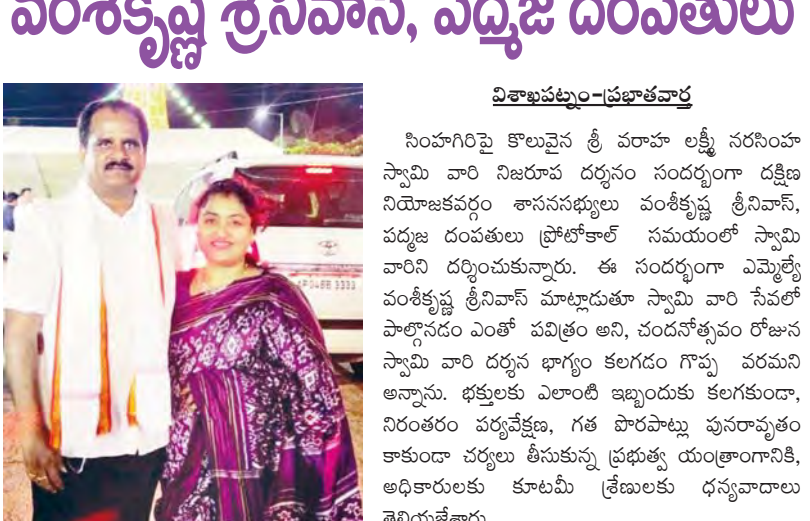 వంశీకృష్ణ శ్రీనివాస్, పద్మజ దంపతులు
విశాఖపట్నం-ప్రభాతవార్త
సింహగిరిపై కొలువైన శ్రీ వరాహ లక్ష్మీ నరసింహ
స్వామి వారి నిజరూప దర్శనం సందర్భంగా దక్షిణ
నియోజకవర్గం శాసనసభ్యులు వంశీకృష్ణ శ్రీనివాస్,
పద్మజ దంపతులు ప్రోటోకాల్ సమయంలో స్వామి
వారిని దర్శించుకున్నారు. ఈ సందర్భంగా ఎమ్మెల్యే
వంశీకృష్ణ శ్రీనివాస్ మాట్లాడుతూ స్వామి వారి సేవలో
పాల్గొనడం ఎంతో పవిత్రం అని, చందనోత్సవం రోజున
స్వామి వారి దర్శన భాగ్యం కలగడం గొప్ప వరమని
అన్నారు. భక్తులకు ఎలాంటి ఇబ్బందుకు కలగకుండా,
నిరంతరం పర్యవేక్షణ, గత పొరపాట్లు పునరావృతం
కాకుండా చర్యలు తీసుకున్న ప్రభుత్వ యంత్రాంగానికి,
అధికారులకు కూటమీ శ్రేణులకు ధన్యవాదాలు
తెలియజేశారు.